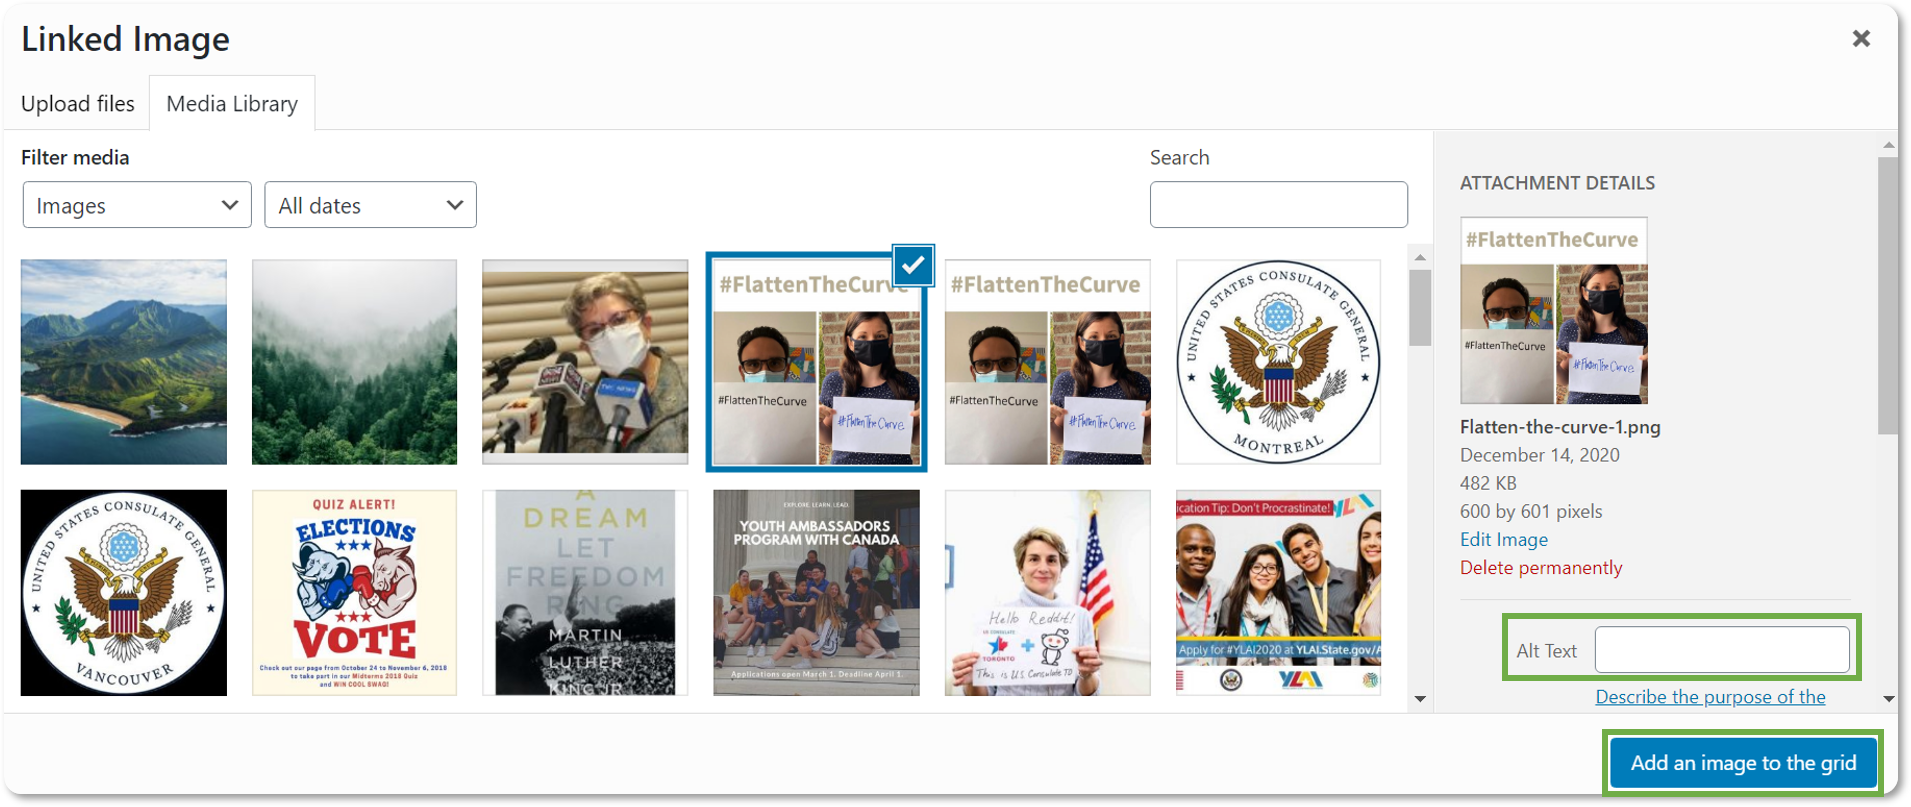 Linked Image
Upload files
Media Library
Filter media
Search
Images
All dates
ATTACHMENT DETAILS
#FlattenTheCurve
#FlattenTheCurve
#FlattenTheCurve
Flatten-the-curve-1.png
December 14, 2020
482 KB
600 by 601 pixels
Edit Image
Delete permanently
Alt Text
Describe the purpose of the
#FlattenTheCurve
#FlattenTheCurve
#FlattenTheCurve
#FlattenTheCurve
#FlattenTheCurve
#FlattenTheCurve
UNITED STATES CONSULATE GENERAL
MONTREAL
UNITED STATES CONSULATE GENERAL
VANCOUVER
QUIZ ALERT!
ELECTIONS
VOTE
Check out our page from October 24 to November 6, 2018
to take part in our Midterms 2018 Quiz
and WIN COOL SWAG!
A
DREAM
LET
FREEDOM
RING
MARTIN
LUTHER
KING JR
EXPLORE. LEARN. LEAD.
YOUTH AMBASSADORS
PROGRAM WITH CANADA
Applications open March 1. Deadline April 1.
Hello Reddit!
US CONSULATE
TORONTO
This is US Consulate TO
ication Tip: Don't Procrastinate!
YLAI
Apply for #YLAI2020 at YLAI.State.gov/A
YLAI
Add an image to the grid